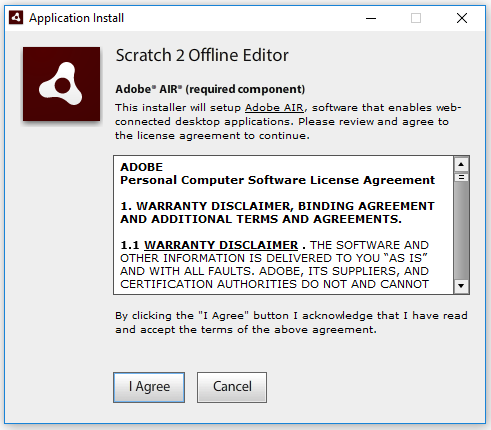 Application Install
Scratch 2 Offline Editor
Adobe® AIR® (required component)
This installer will setup Adobe AIR, software that enables web-
connected desktop applications. Please review and agree to
the license agreement to continue.
ADOBE
Personal Computer Software License Agreement
1. WARRANTY DISCLAIMER, BINDING AGREEMENT
AND ADDITIONAL TERMS AND AGREEMENTS.
1.1 WARRANTY DISCLAIMER . THE SOFTWARE AND
OTHER INFORMATION IS DELIVERED TO YOU “AS IS”
AND WITH ALL FAULTS. ADOBE, ITS SUPPLIERS, AND
CERTIFICATION AUTHORITIES DO NOT AND CANNOT
By clicking the "I Agree" button I acknowledge that I have read
and accept the terms of the above agreement.
I Agree
Cancel